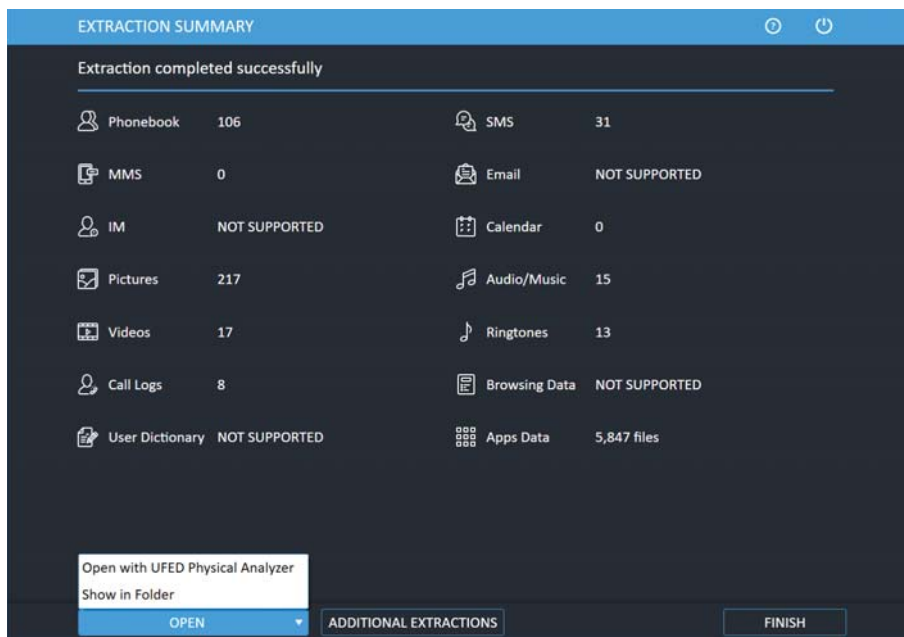 EXTRACTION SUMMARY
Extraction completed successfully
Phonebook 106 SMS 31
MMS 0 Email NOT SUPPORTED
IM NOT SUPPORTED Calendar 0
Pictures 217 Audio/Music 15
Videos 17 Ringtones 13
Call Logs 8 Browsing Data NOT SUPPORTED
User Dictionary NOT SUPPORTED Apps Data 5,847 files
Open with UFED Physical Analyzer
Show in Folder
OPEN ADDITIONAL EXTRACTIONS FINISH